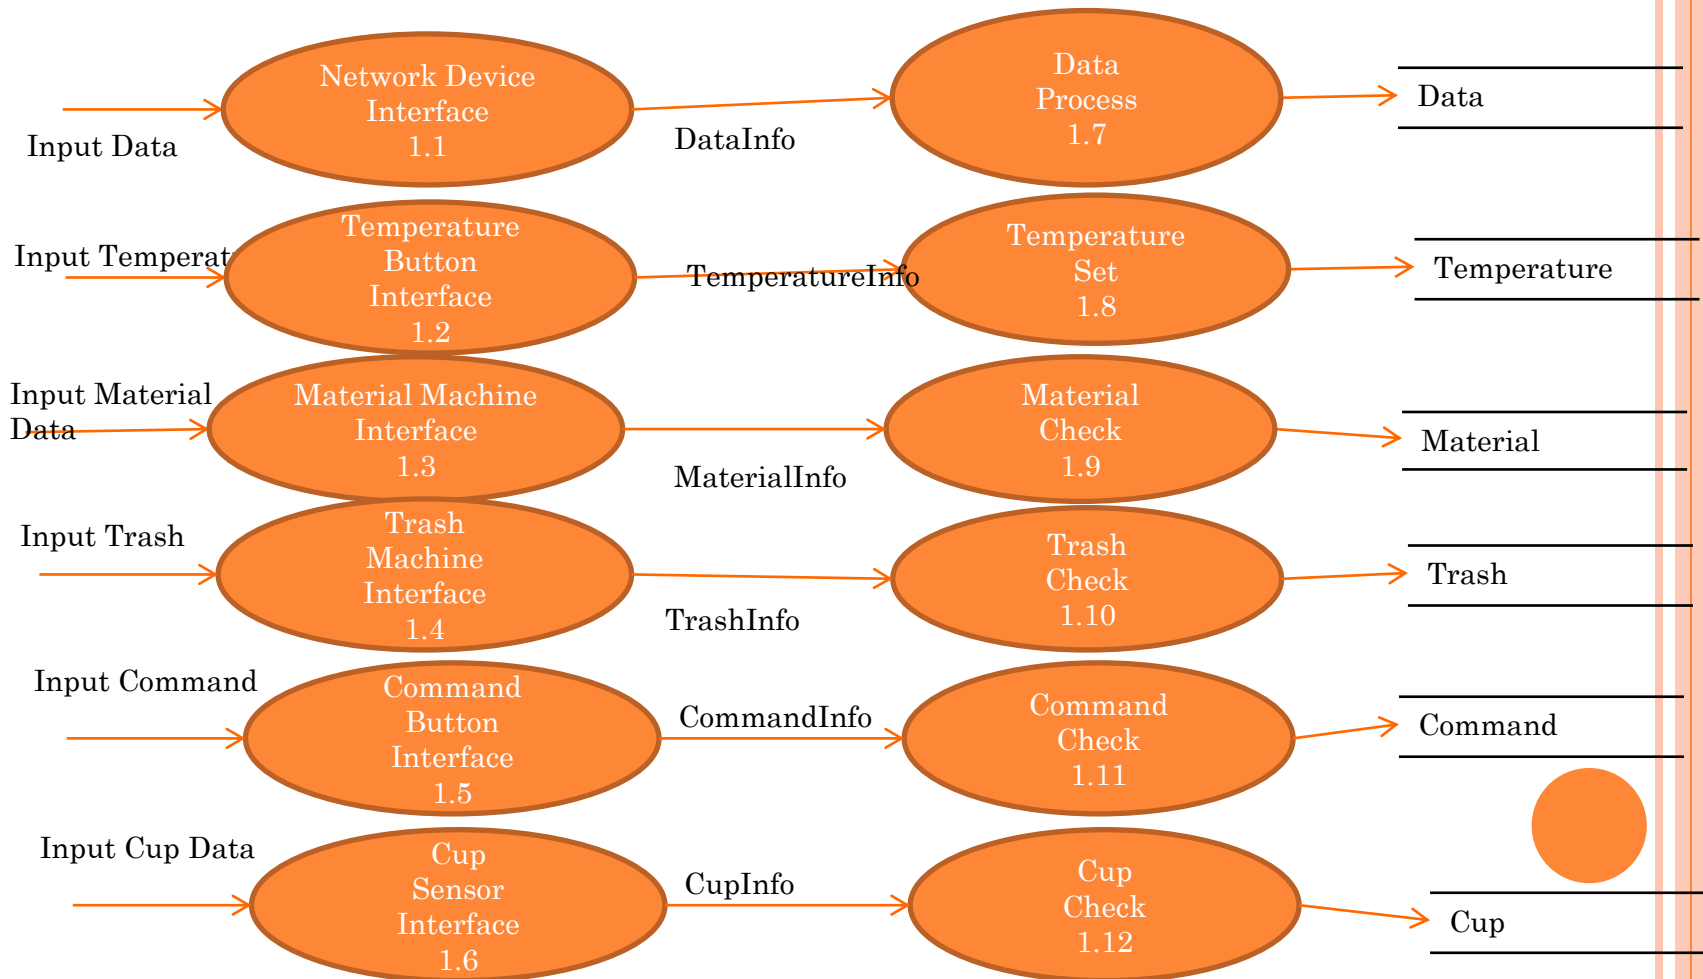 Network Device
Interface
1.1
Input Data
DataInfo
Data
Process
1.7
Data
Input Temperat
Temperature
Button
Interface
1.2
TemperatureInfo
Temperature
Set
1.8
Temperature
Input Material
Data
Material Machine
Interface
1.3
MaterialInfo
Material
Check
1.9
Material
Input Trash
Trash
Machine
Interface
1.4
TrashInfo
Trash
Check
1.10
Trash
Input Command
Command
Button
Interface
1.5
CommandInfo
Command
Check
1.11
Command
Input Cup Data
Cup
Sensor
Interface
1.6
CupInfo
Cup
Check
1.12
Cup